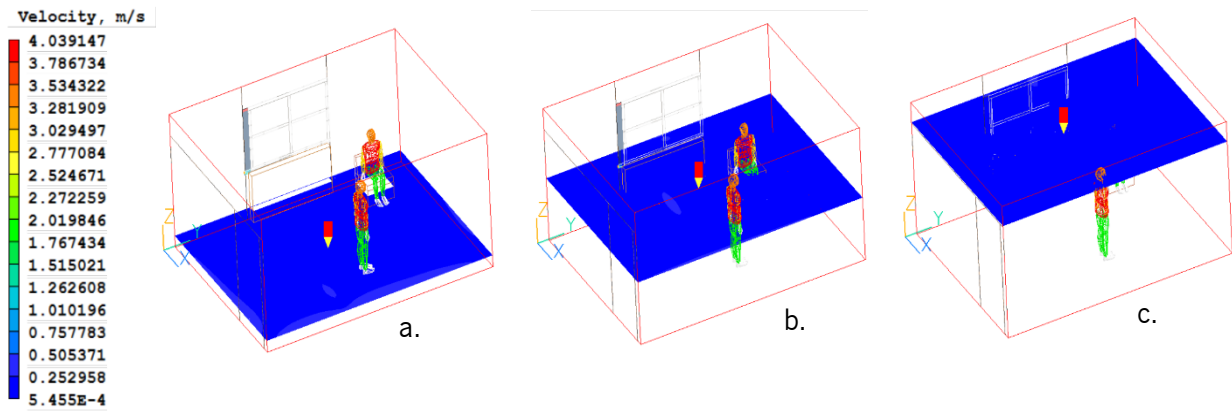 Velocity, m/s
4.039147
3.786734
3.534322
3.281909
3.029497
2.777084
2.524671
2.272259
2.019846
1.767434
1.515021
1.262608
1.010196
0.757783
0.505371
0.252958
5.455E-4
Z
Y
X
a.
Z
Y
X
b.
Z
Y
X
c.